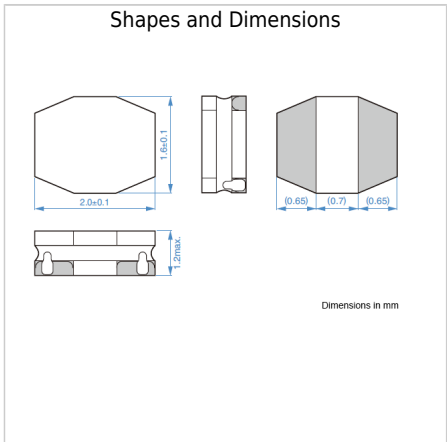 Shapes and Dimensions
1.6±0.1
2.0±0.1
(0.65) (0.7) (0.65)
1.2max.
Dimensions in mm